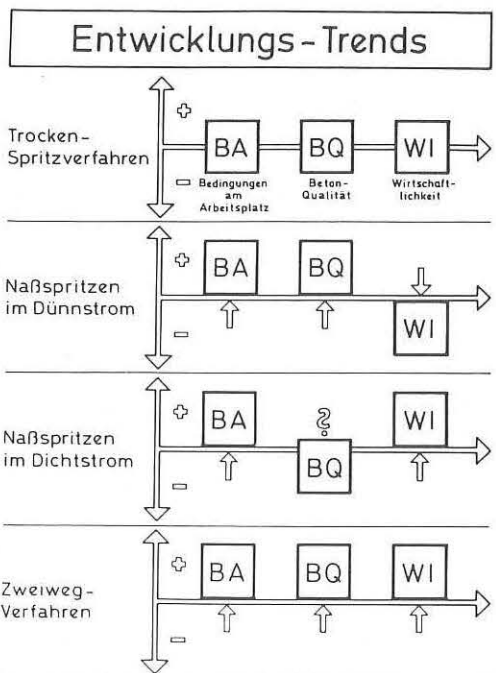 Entwicklungs-Trends
+
Trocken-
Spritzverfahren
BA BQ WI
- Bedingungen am Arbeitsplatz
Beton-Qualität
Wirtschaft-lichkeit
+
BA BQ
Naßspritzen
im Dünnstrom
-
WI
+
BA
?
WI
Naßspritzen
im Dichtstrom
BQ
-
+
BA BQ WI
Zweiweg-
Verfahren
-